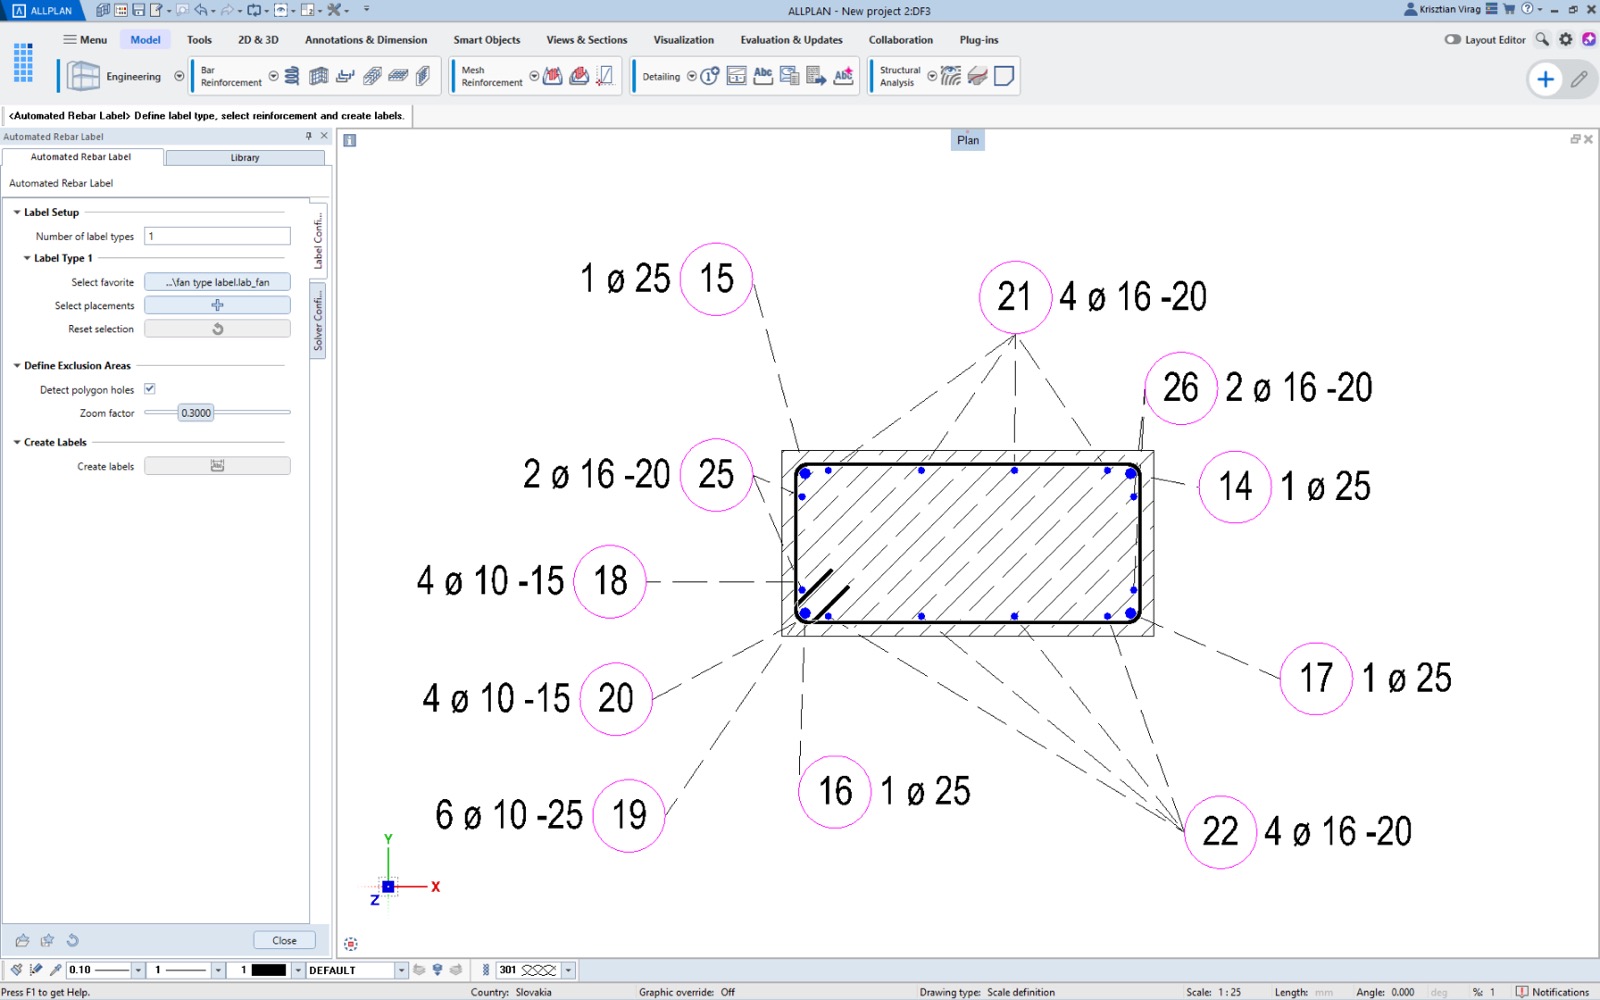 ALLPLAN
ALLPLAN - New project 2:DF3
Krisztian Virag
Menu
Model
Tools
2D & 3D
Annotations & Dimension
Smart Objects
Views & Sections
Visualization
Evaluation & Updates
Collaboration
Plug-ins
Layout Editor
Engineering
Bar
Reinforcement
Mesh
Reinforcement
Detailing
Abc
Structural
Analysis
<Automated Rebar Label> Define label type, select reinforcement and create labels.
Automated Rebar Label
Automated Rebar Label
Library
Automated Rebar Label
Label Setup
Number of label types 1
Label Type 1
Select favorite ...\fan type label.lab_fan
Select placements
Reset selection
Define Exclusion Areas
Detect polygon holes
Zoom factor 0.3000
Create Labels
Create labels
Label Confi...
Solver Confi...
Close
Plan
1 ø 25 15
21 4 ø 16 -20
26 2 ø 16 -20
2 ø 16 -20 25
14 1 ø 25
4 ø 10 -15 18
17 1 ø 25
4 ø 10 -15 20
16 1 ø 25
6 ø 10 -25 19
22 4 ø 16 -20
Y
X
Z
0.10 1 1 DEFAULT 301
Press F1 to get Help.
Country: Slovakia
Graphic override: Off
Drawing type: Scale definition
Scale: 1 : 25
Length: mm
Angle: 0.000 deg
%: 1
Notifications